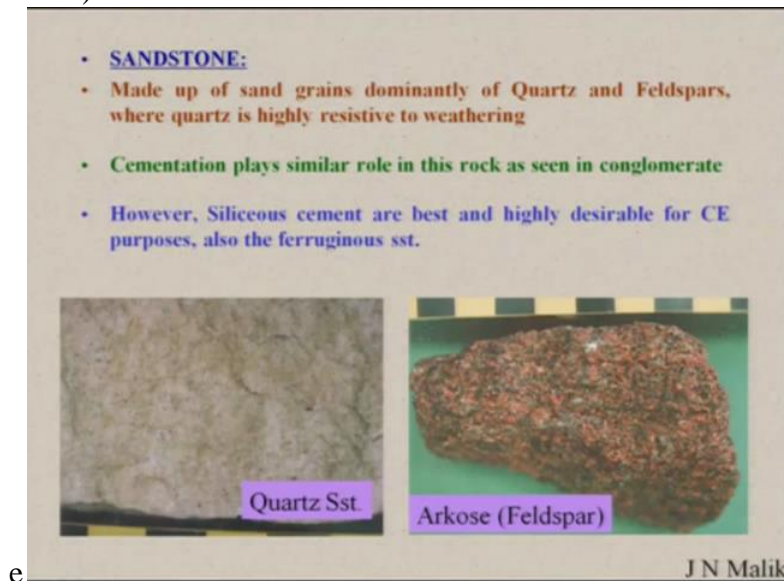 • SANDSTONE:
• Made up of sand grains dominantly of Quartz and Feldspars,
where quartz is highly resistive to weathering
• Cementation plays similar role in this rock as seen in conglomerate
• However, Siliceous cement are best and highly desirable for CE
purposes, also the ferruginous sst.
Quartz Sst.
Arkose (Feldspar)
J N Malik
e